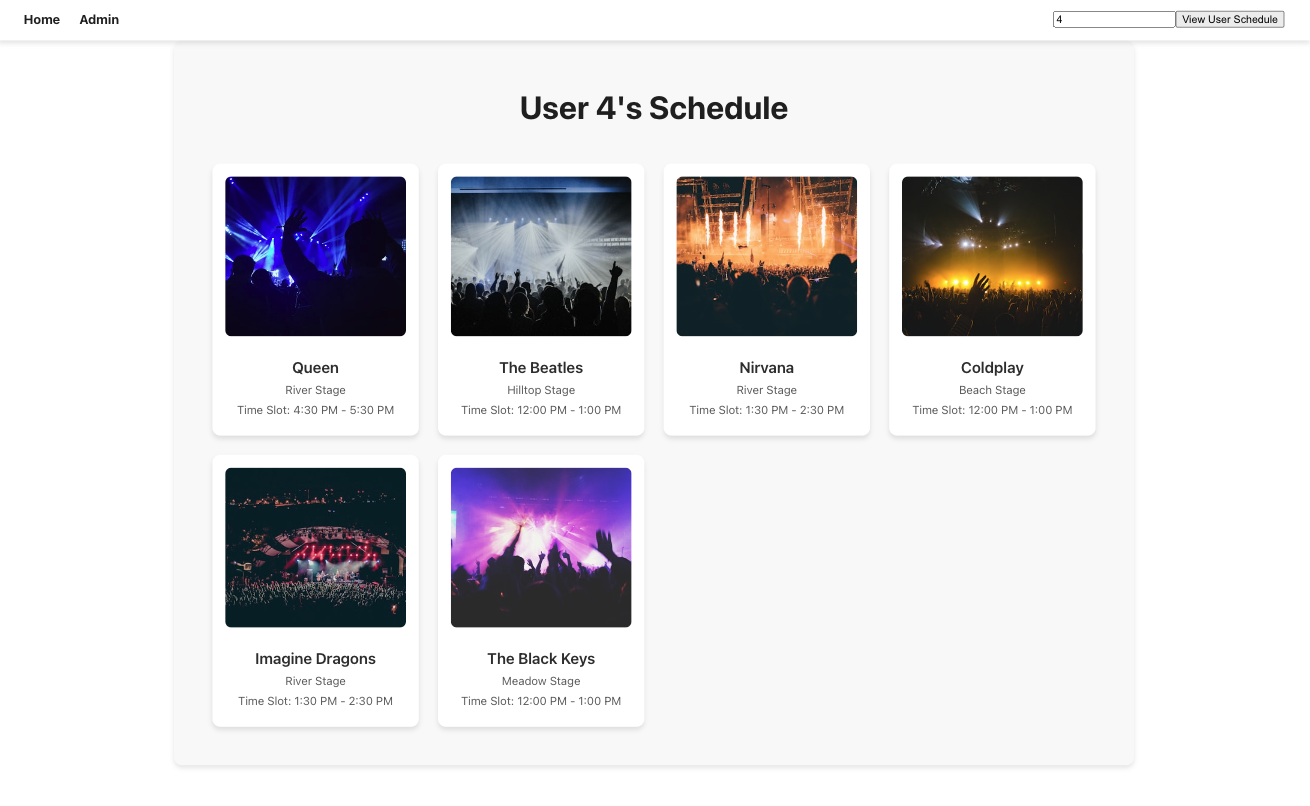 Home Admin 4 View User Schedule
User 4's Schedule
Queen
River Stage
Time Slot: 4:30 PM - 5:30 PM
The Beatles
Hilltop Stage
Time Slot: 12:00 PM - 1:00 PM
Nirvana
River Stage
Time Slot: 1:30 PM - 2:30 PM
Coldplay
Beach Stage
Time Slot: 12:00 PM - 1:00 PM
Imagine Dragons
River Stage
Time Slot: 1:30 PM - 2:30 PM
The Black Keys
Meadow Stage
Time Slot: 12:00 PM - 1:00 PM